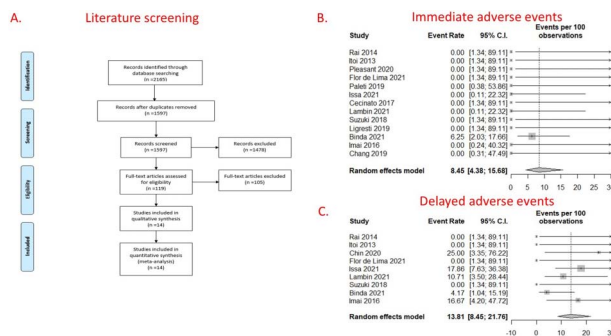 A.
Literature screening
Identification
Screening
Eligibility
Included
Records identified through
database searching
(n =2165)
Records after duplicates removed
(n =1597)
Records screened
(n =1597)
Records excluded
(n =1478)
Full-text articles assessed
for eligibility
(n =119)
Full-text articles excluded
(n =105)
Studies included in
qualitative synthesis
(n =14)
Studies included in
quantitative synthesis
(meta-analysis)
(n =14)
B.
Immediate adverse events
Events per 100
observations
Study Event Rate 95% C.I.
Rai 2014 0.00 [1.34; 89.11]
Itoi 2013 0.00 [1.34; 89.11]
Pleasant 2020 0.00 [1.34; 89.11]
Flor de Lima 2021 0.00 [1.34; 89.11]
Paleti 2019 0.00 [0.38; 53.86]
Issa 2021 0.00 [0.11; 22.32]
Cecinato 2017 0.00 [1.34; 89.11]
Lambin 2021 0.00 [0.11; 22.32]
Suzuki 2018 0.00 [1.34; 89.11]
Ligresti 2019 0.00 [1.34; 89.11]
Binda 2021 6.25 [2.03; 17.66]
Imai 2016 0.00 [0.24; 40.32]
Chang 2019 0.00 [0.31; 47.49]
Random effects model 8.45 [4.38; 15.68]
0 5 10 15 20 25 30
C.
Delayed adverse events
Events per 100
observations
Study Event Rate 95% C.I.
Rai 2014 0.00 [1.34; 89.11]
Itoi 2013 0.00 [1.34; 89.11]
Chin 2020 25.00 [3.35; 76.22]
Flor de Lima 2021 0.00 [1.34; 89.11]
Issa 2021 17.86 [7.63; 36.38]
Lambin 2021 10.71 [3.50; 28.44]
Suzuki 2018 0.00 [1.34; 89.11]
Binda 2021 4.17 [1.04; 15.19]
Imai 2016 16.67 [4.20; 47.72]
Random effects model 13.81 [8.45; 21.76]
-10 0 10 20 30